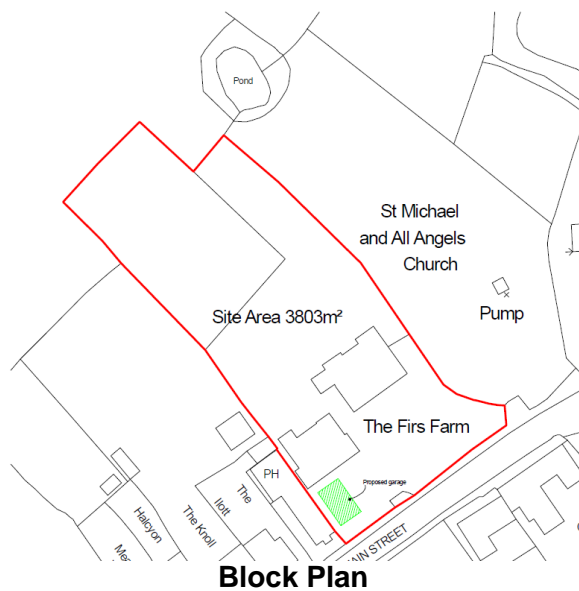 Pond
St Michael
and All Angels
Church
Site Area 3803m²
Pump
The Firs Farm
PH
Proposed garage
The
Ilott
The Knoll
Halcyon
MAIN STREET
Block Plan